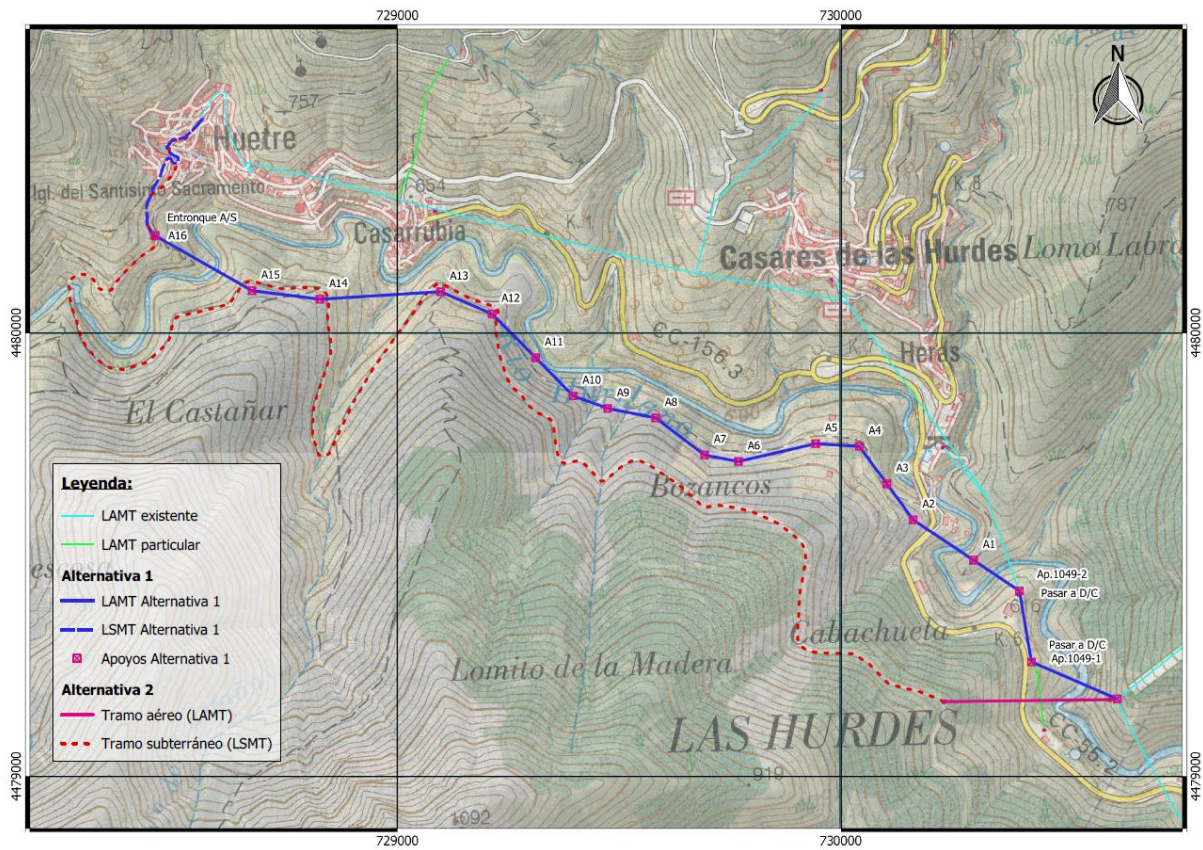 729000
730000
N
757
Huetre
Igl. del Santísimo Sacramento
654
Casarrubia
K. 1
K. 8
787
Casares de las Hurdes
Lomo Labra
Entronque A/S
A16
A15
A14
A13
A12
A11
A10
A9
A8
A7
A6
A5
A4
A3
A2
A1
4480000
4480000
CC-156.3
K. 7
Heras
El Castañar
Bozancos
Ap.1049-2
Pasar a D/C
Pasar a D/C
Ap.1049-1
K. 6
Cabachuela
Lomito de la Madera
LAS HURDES
CC-55.2
919
1092
4479000
4479000
Leyenda:
LAMT existente
LAMT particular
Alternativa 1
LAMT Alternativa 1
LSMT Alternativa 1
Apoyos Alternativa 1
Alternativa 2
Tramo aéreo (LAMT)
Tramo subterráneo (LSMT)
729000
730000